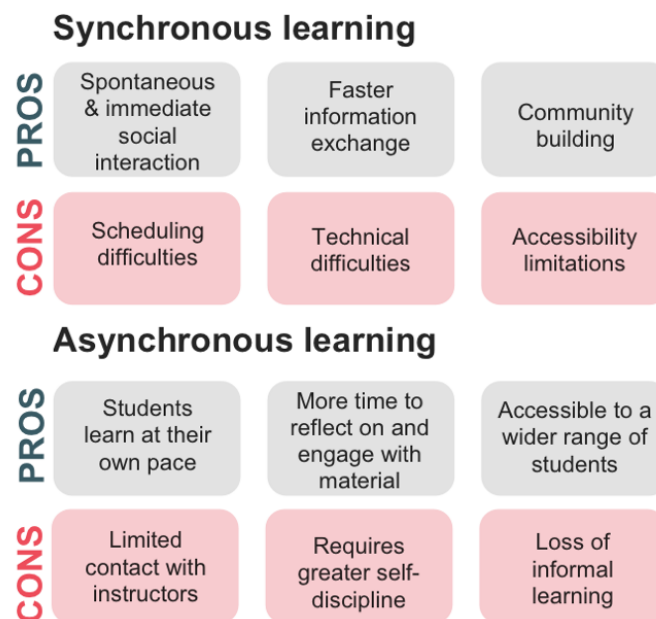 Synchronous learning
PROS
Spontaneous
& immediate
social
interaction
Faster
information
exchange
Community
building
CONS
Scheduling
difficulties
Technical
difficulties
Accessibility
limitations
Asynchronous learning
PROS
Students
learn at their
own pace
More time to
reflect on and
engage with
material
Accessible to a
wider range of
students
CONS
Limited
contact with
instructors
Requires
greater self-
discipline
Loss of
informal
learning